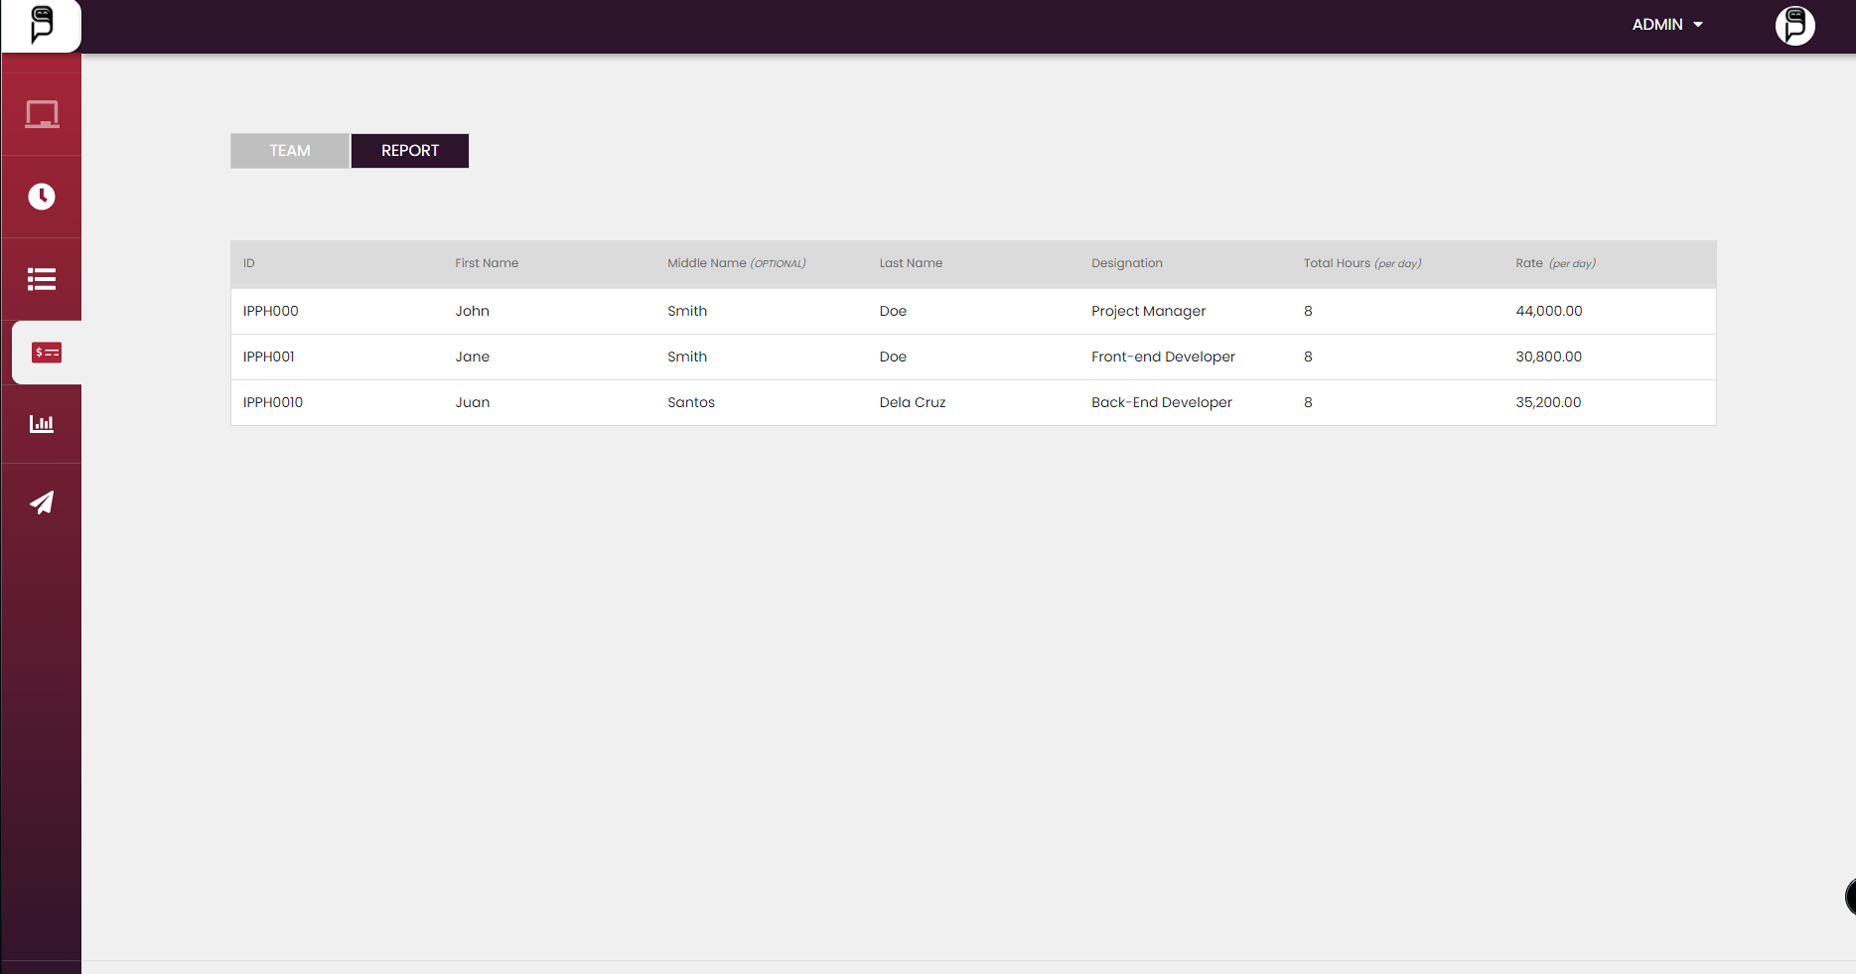 ADMIN
TEAM REPORT
ID First Name Middle Name (OPTIONAL) Last Name Designation Total Hours (per day) Rate (per day)
IPPH000 John Smith Doe Project Manager 8 44,000.00
IPPH001 Jane Smith Doe Front-end Developer 8 30,800.00
IPPH0010 Juan Santos Dela Cruz Back-End Developer 8 35,200.00